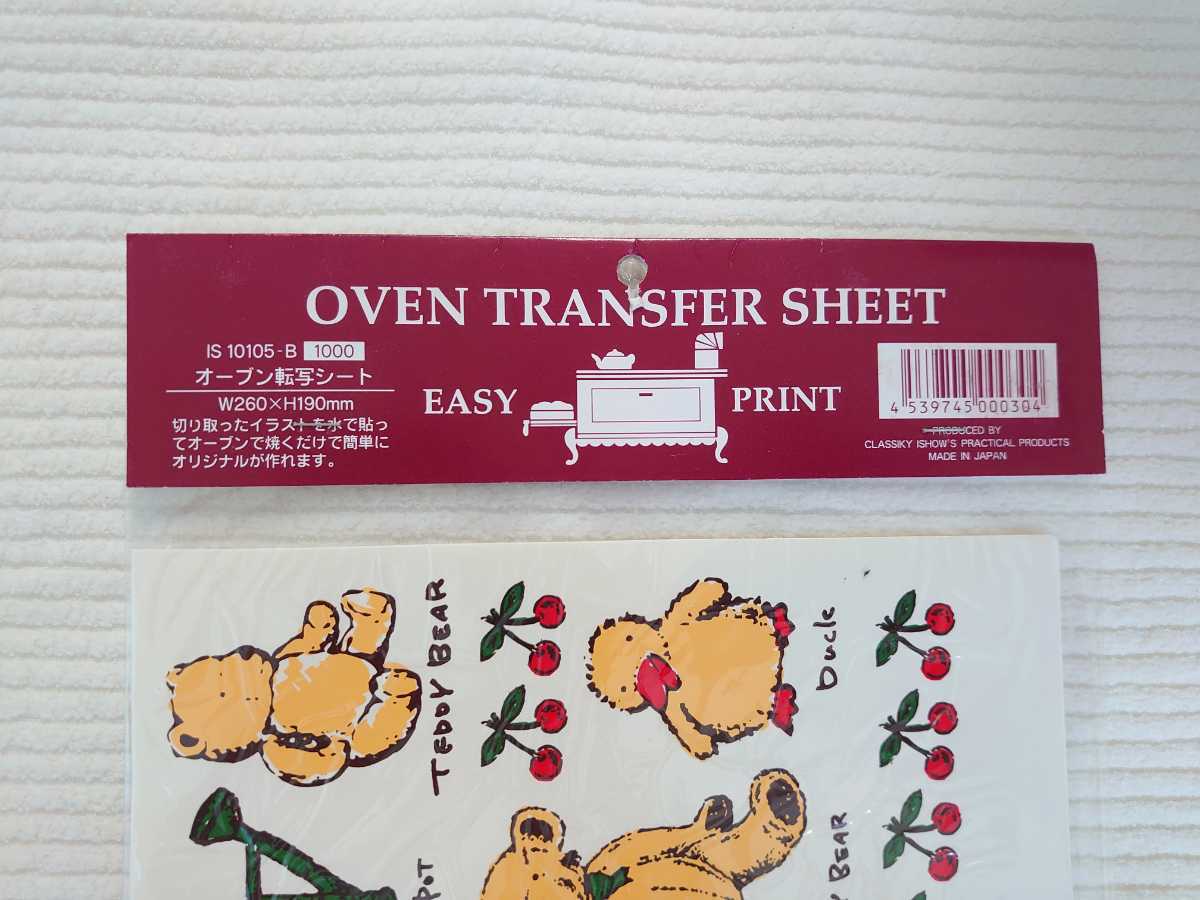 OVEN TRANSFER SHEET
IS 10105-B 1000
オーブン転写シート
W260×H190mm
切り取ったイラストを水で貼っ
てオーブンで焼くだけで簡単に
オリジナルが作れます。
EASY PRINT
4 539745 000304
PRODUCED BY
CLASSIKY ISHOW'S PRACTICAL PRODUCTS
MADE IN JAPAN
TEDDY BEAR
Duck
POT
Y BEAR